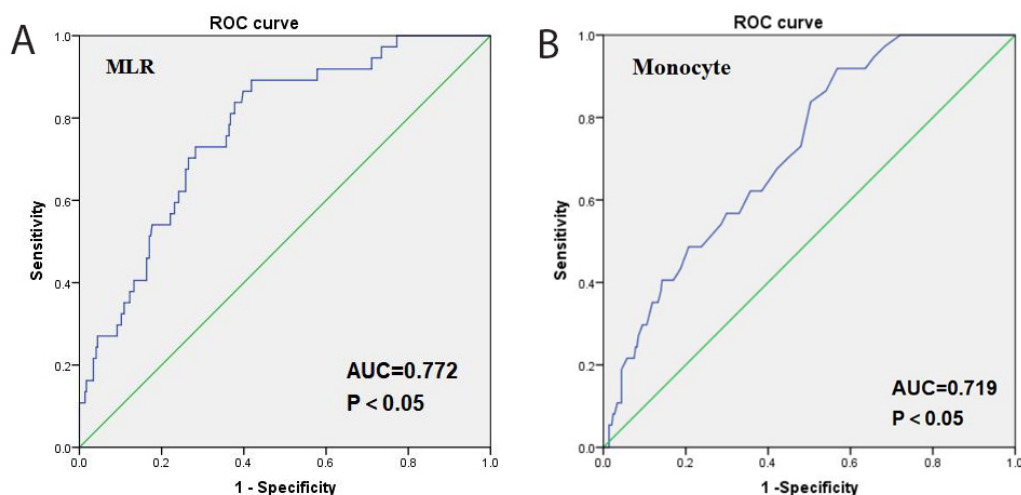 A
ROC curve
MLR
Sensitivity
1.0
0.8
0.6
0.4
0.2
0.0
AUC=0.772
P < 0.05
0.0 0.2 0.4 0.6 0.8 1.0
1 - Specificity
B
ROC curve
Monocyte
Sensitivity
1.0
0.8
0.6
0.4
0.2
0.0
AUC=0.719
P < 0.05
0.0 0.2 0.4 0.6 0.8 1.0
1 -Specificity